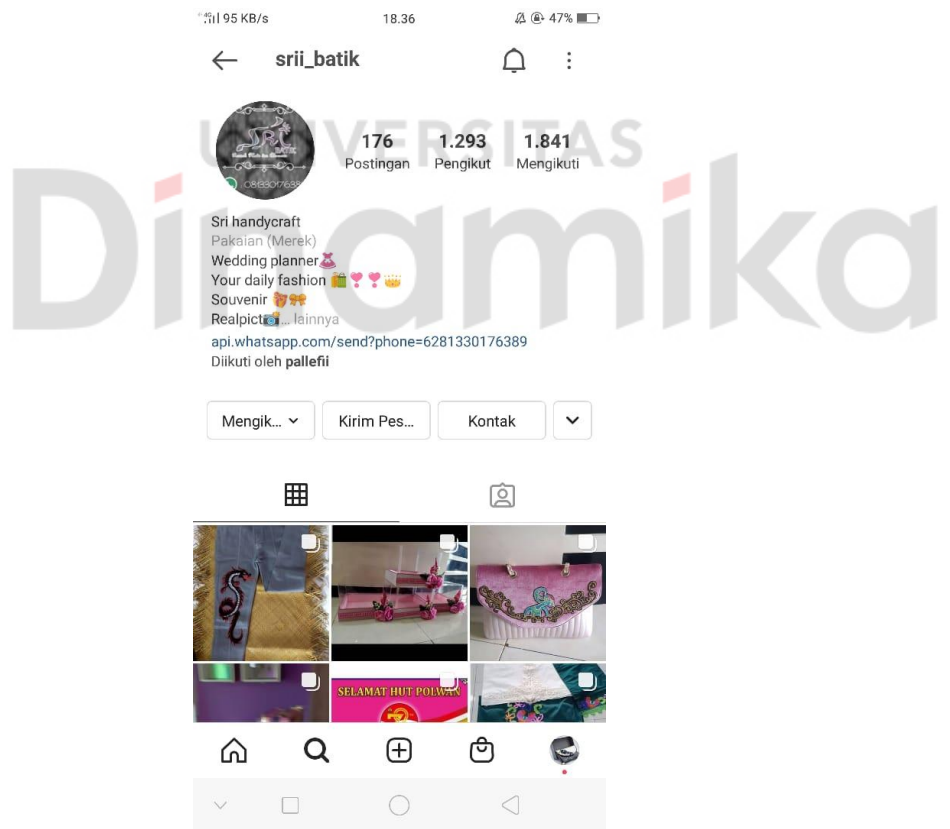 95 KB/s 18.36 47%
srii_batik
UNIVERSITAS
Dinamika
SRI
BATIK
176 1.293 1.841
Postingan Pengikut Mengikuti
Sri handycraft
Pakaian (Merek)
Wedding planner
Your daily fashion
Souvenir
Realpict... lainnya
api.whatsapp.com/send?phone=6281330176389
Diikuti oleh pallefii
Mengik... Kirim Pes... Kontak
SELAMAT HUT POLWAN